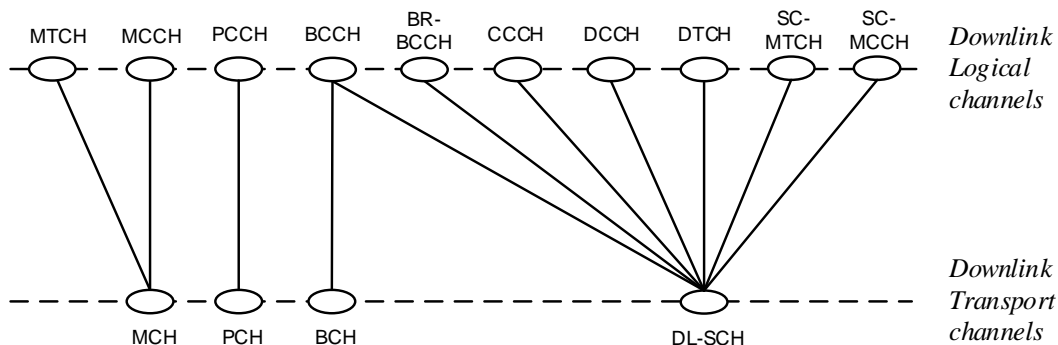 MTCH
MCCH
PCCH
BCCH
BR-
BCCH
CCCH
DCCH
DTCH
SC-
MTCH
SC-
MCCH
Downlink
Logical
channels
MCH
PCH
BCH
DL-SCH
Downlink
Transport
channels